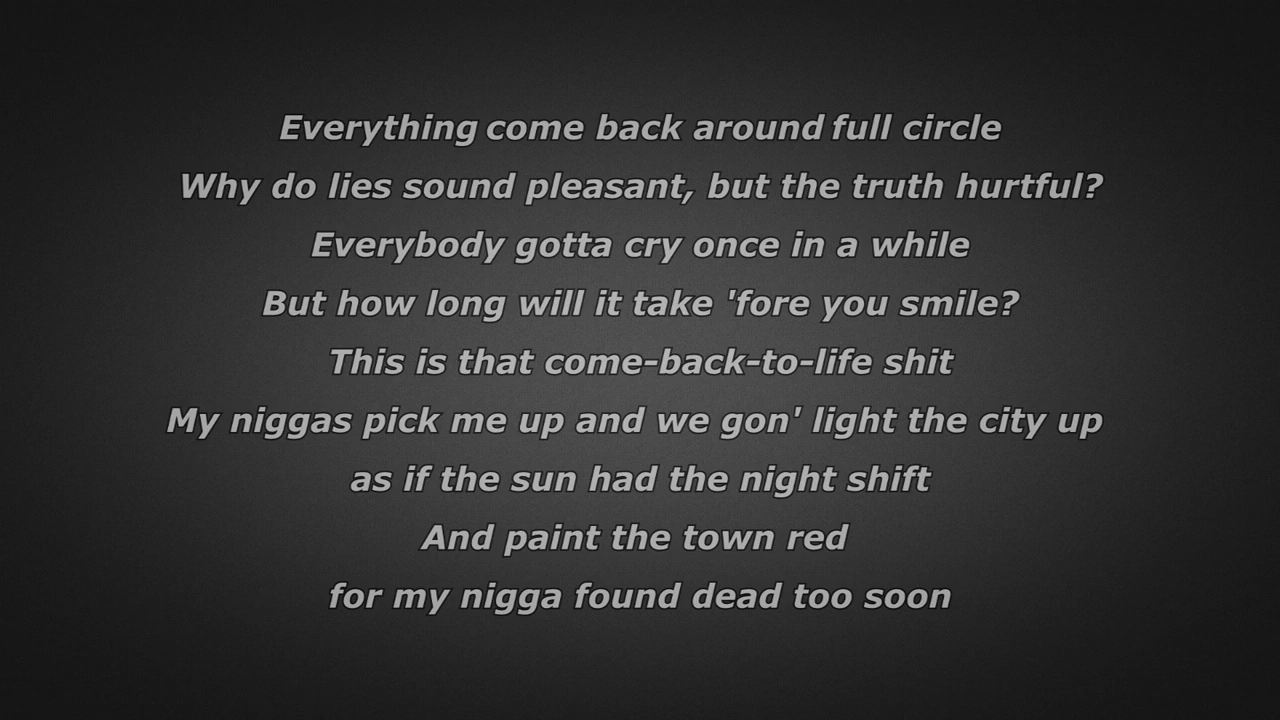 Everything come back around full circle
Why do lies sound pleasant, but the truth hurtful?
Everybody gotta cry once in a while
But how long will it take 'fore you smile?
This is that come-back-to-life shit
My niggas pick me up and we gon' light the city up
as if the sun had the night shift
And paint the town red
for my nigga found dead too soon